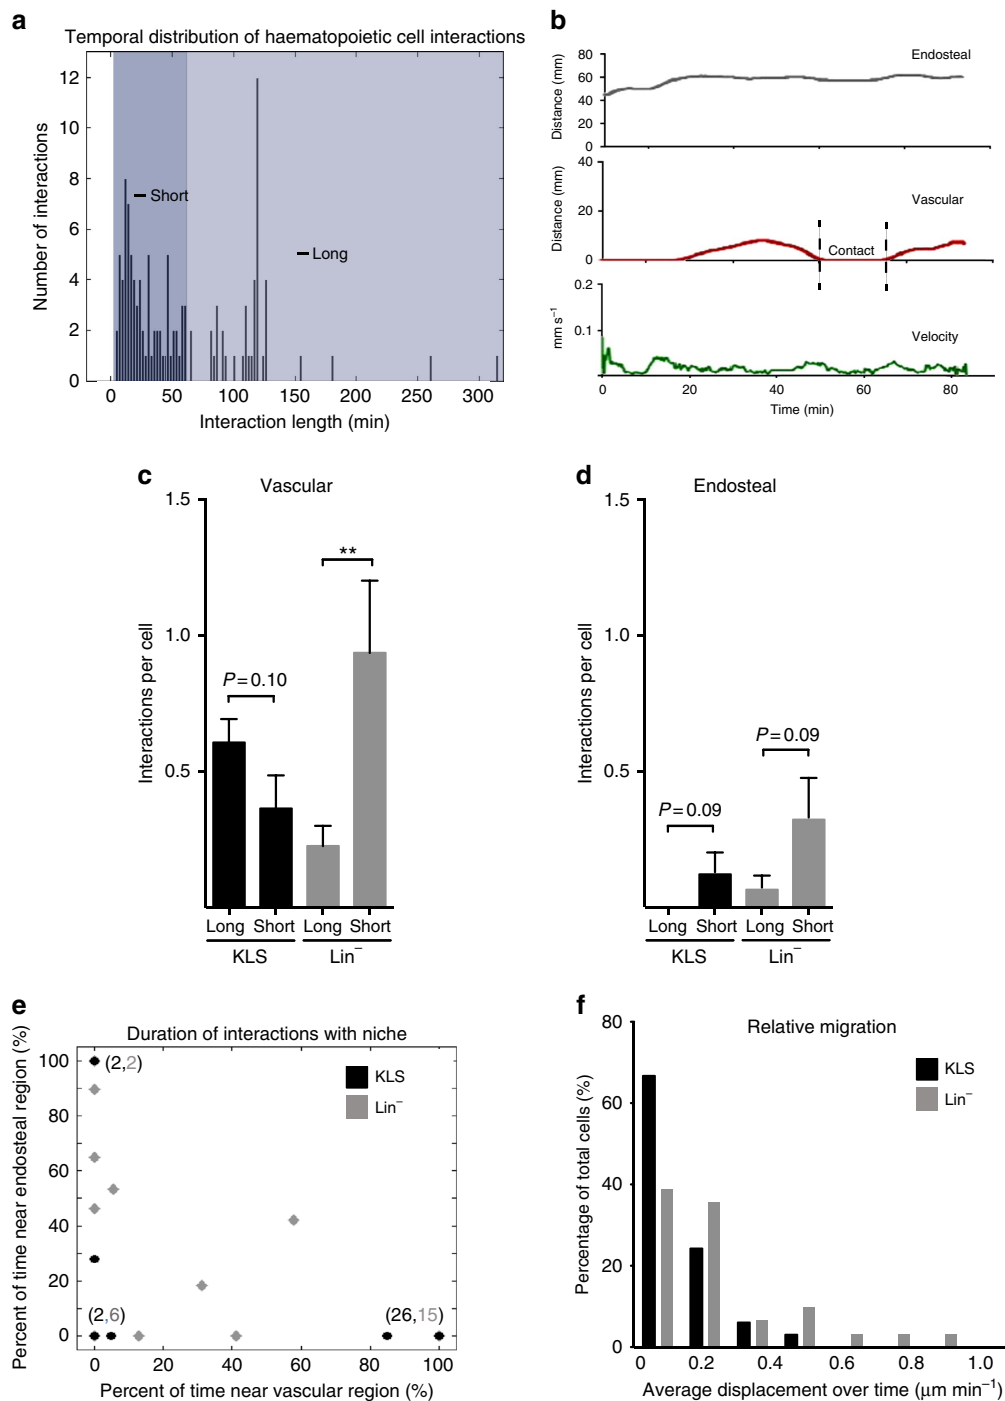 a
Temporal distribution of haematopoietic cell interactions
Number of interactions
12
10
8
6
4
2
0
Short
Long
0 50 100 150 200 250 300
Interaction length (min)
b
Endosteal
Distance (mm)
80
60
40
20
0
Vascular
Distance (mm)
40
20
0
Contact
Velocity
mm s⁻¹
0.2
0.1
0 20 40 60 80
Time (min)
c
Vascular
Interactions per cell
1.5
1.0
0.5
P = 0.10
**
Long Short Long Short
KLS Lin⁻
d
Endosteal
Interactions per cell
1.5
1.0
0.5
P = 0.09
P = 0.09
Long Short Long Short
KLS Lin⁻
e
Duration of interactions with niche
Percent of time near endosteal region (%)
100
80
60
40
20
0
(2,2)
KLS
Lin⁻
(2,6)
(26,15)
0 20 40 60 80 100
Percent of time near vascular region (%)
f
Relative migration
Percentage of total cells (%)
80
60
40
20
0
KLS
Lin⁻
0 0.2 0.4 0.6 0.8 1.0
Average displacement over time (μm min⁻¹)